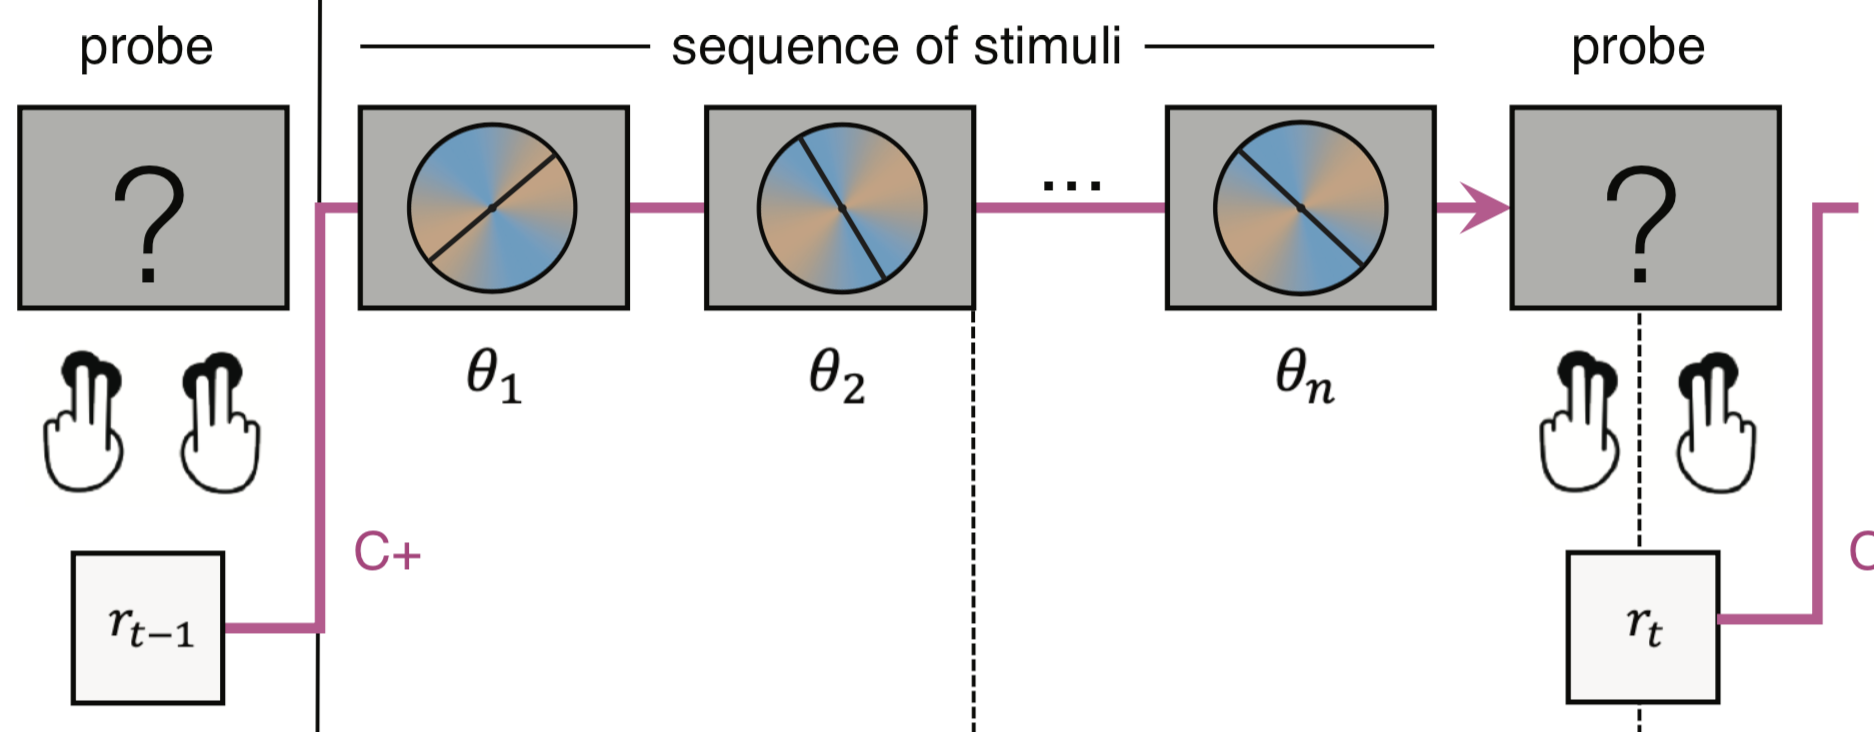 probe sequence of stimuli probe
? ... ?
θ₁ θ₂ θₙ
C+ C
rₜ₋₁ rₜ